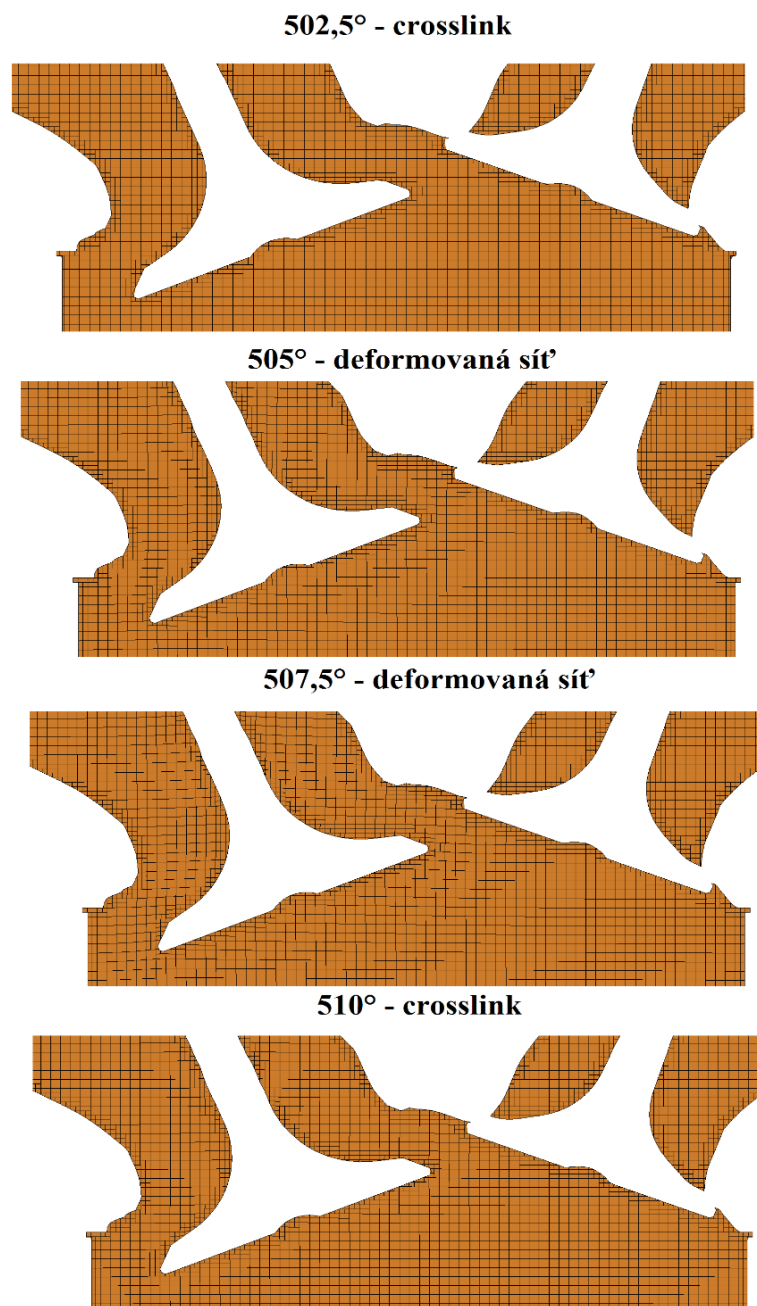 502,5° - crosslink
505° - deformovaná síť
507,5° - deformovaná síť
510° - crosslink